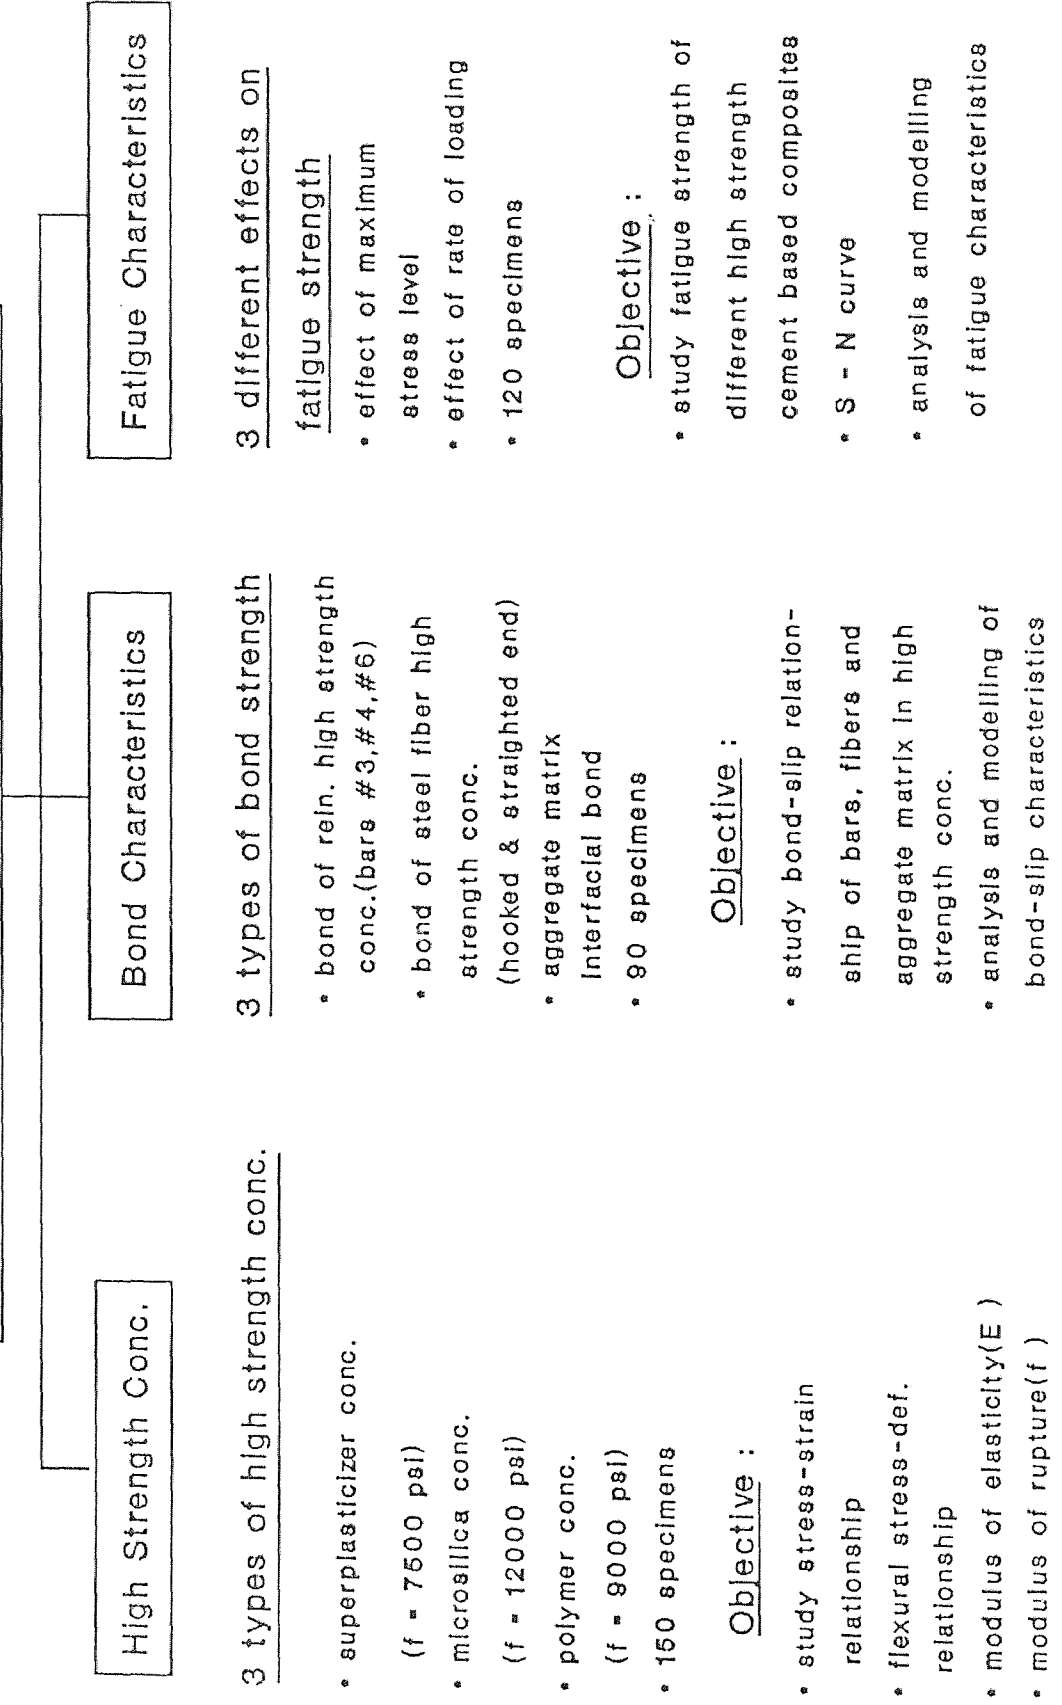 High Strength Conc.
3 types of high strength conc.
* superplasticizer conc.
(f = 7500 psi)
* microsilica conc.
(f = 12000 psi)
* polymer conc.
(f = 9000 psi)
* 150 specimens
Objective :
* study stress-strain
relationship
* flexural stress-def.
relationship
* modulus of elasticity(E )
* modulus of rupture(f )
Bond Characteristics
3 types of bond strength
* bond of rein. high strength
conc.(bars #3,#4,#6)
* bond of steel fiber high
strength conc.
(hooked & straighted end)
* aggregate matrix
interfacial bond
* 90 specimens
Objective :
* study bond-slip relation-
ship of bars, fibers and
aggregate matrix in high
strength conc.
* analysis and modelling of
bond-slip characteristics
Fatigue Characteristics
3 different effects on
fatigue strength
* effect of maximum
stress level
* effect of rate of loading
* 120 specimens
Objective :
* study fatigue strength of
different high strength
cement based composites
* S - N curve
* analysis and modelling
of fatigue characteristics